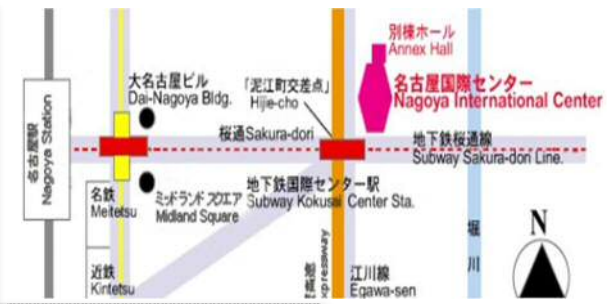 別棟ホール
Annex Hall
大名古屋ビル
Dai-Nagoya Bldg.
「泥江町交差点」
Hijie-cho
名古屋国際センター
Nagoya International Center
桜通Sakura-dori
地下鉄桜通線
Subway Sakura-dori Line.
名古屋駅
Nagoya Station
名鉄
Meitetsu
ミッドランドスクエア
Midland Square
地下鉄国際センター駅
Subway Kokusai Center Sta.
近鉄
Kintetsu
江川線
Egawa-sen
堀川
N